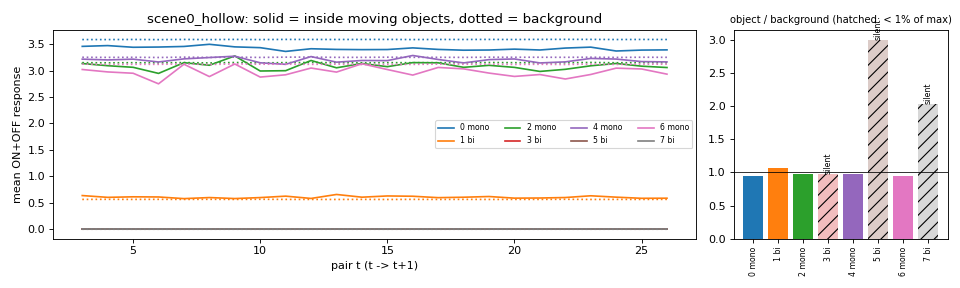 scene0_hollow: solid = inside moving objects, dotted = background
mean ON+OFF response
3.5
3.0
2.5
2.0
1.5
1.0
0.5
0.0
0 mono
1 bi
2 mono
3 bi
4 mono
5 bi
6 mono
7 bi
5
10
15
20
25
pair t (t -> t+1)
object / background (hatched: < 1% of max)
3.0
2.5
2.0
1.5
1.0
0.5
0.0
silent
silent
silent
0 mono
1 bi
2 mono
3 bi
4 mono
5 bi
6 mono
7 bi